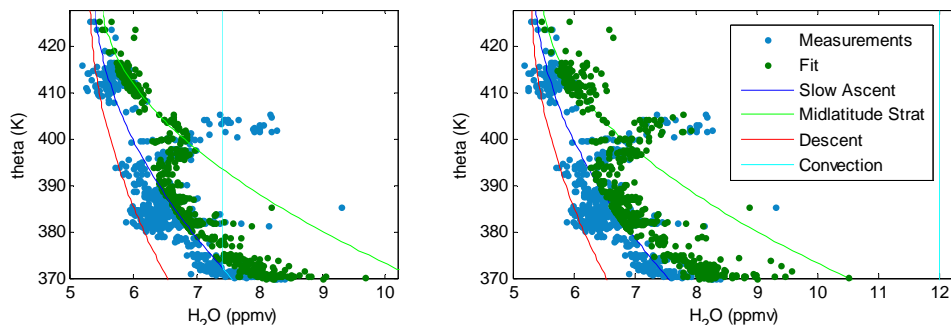 420
410
400
390
380
370
theta (K)
5 6 7 8 9 10
H2O (ppmv)
420
410
400
390
380
370
theta (K)
5 6 7 8 9 10 11 12
H2O (ppmv)
Measurements
Fit
Slow Ascent
Midlatitude Strat
Descent
Convection